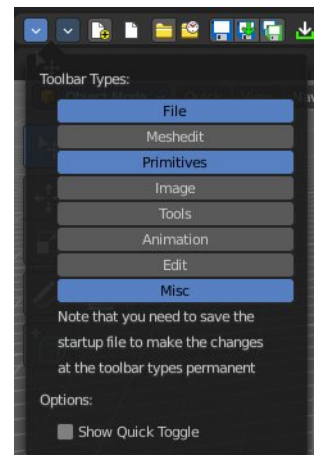 Toolbar Types:
File
Meshedit
Primitives
Image
Tools
Animation
Edit
Misc
Note that you need to save the
startup file to make the changes
at the toolbar types permanent
Options:
Show Quick Toggle